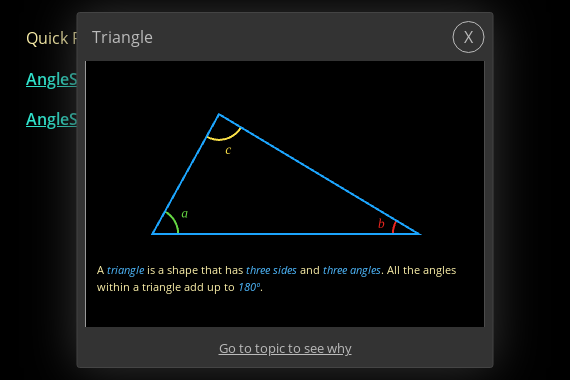 Triangle
X
Quick
AngleS
AngleS
c
a
b
A triangle is a shape that has three sides and three angles. All the angles
within a triangle add up to 180º.
Go to topic to see why